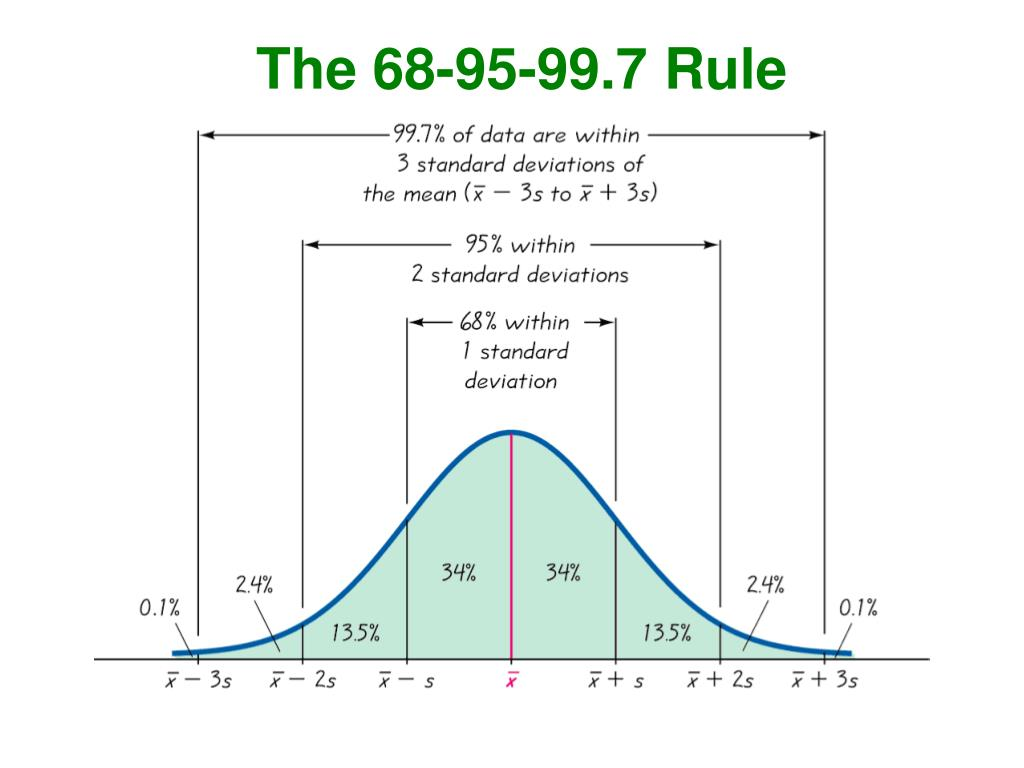 The 68-95-99.7 Rule
99.7% of data are within
3 standard deviations of
the mean (x̄ − 3s to x̄ + 3s)
95% within
2 standard deviations
68% within
1 standard
deviation
34% 34%
2.4% 2.4%
0.1% 0.1%
13.5% 13.5%
x̄ − 3s x̄ − 2s x̄ − s x̄ x̄ + s x̄ + 2s x̄ + 3s